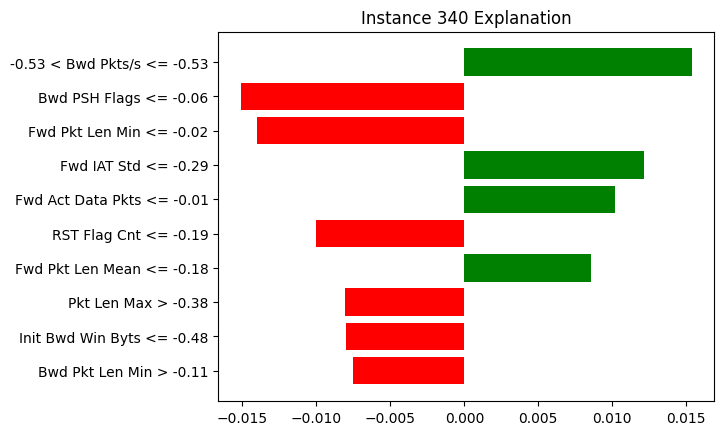 Instance 340 Explanation
-0.53 < Bwd Pkts/s <= -0.53
Bwd PSH Flags <= -0.06
Fwd Pkt Len Min <= -0.02
Fwd IAT Std <= -0.29
Fwd Act Data Pkts <= -0.01
RST Flag Cnt <= -0.19
Fwd Pkt Len Mean <= -0.18
Pkt Len Max > -0.38
Init Bwd Win Byts <= -0.48
Bwd Pkt Len Min > -0.11
−0.015 −0.010 −0.005 0.000 0.005 0.010 0.015